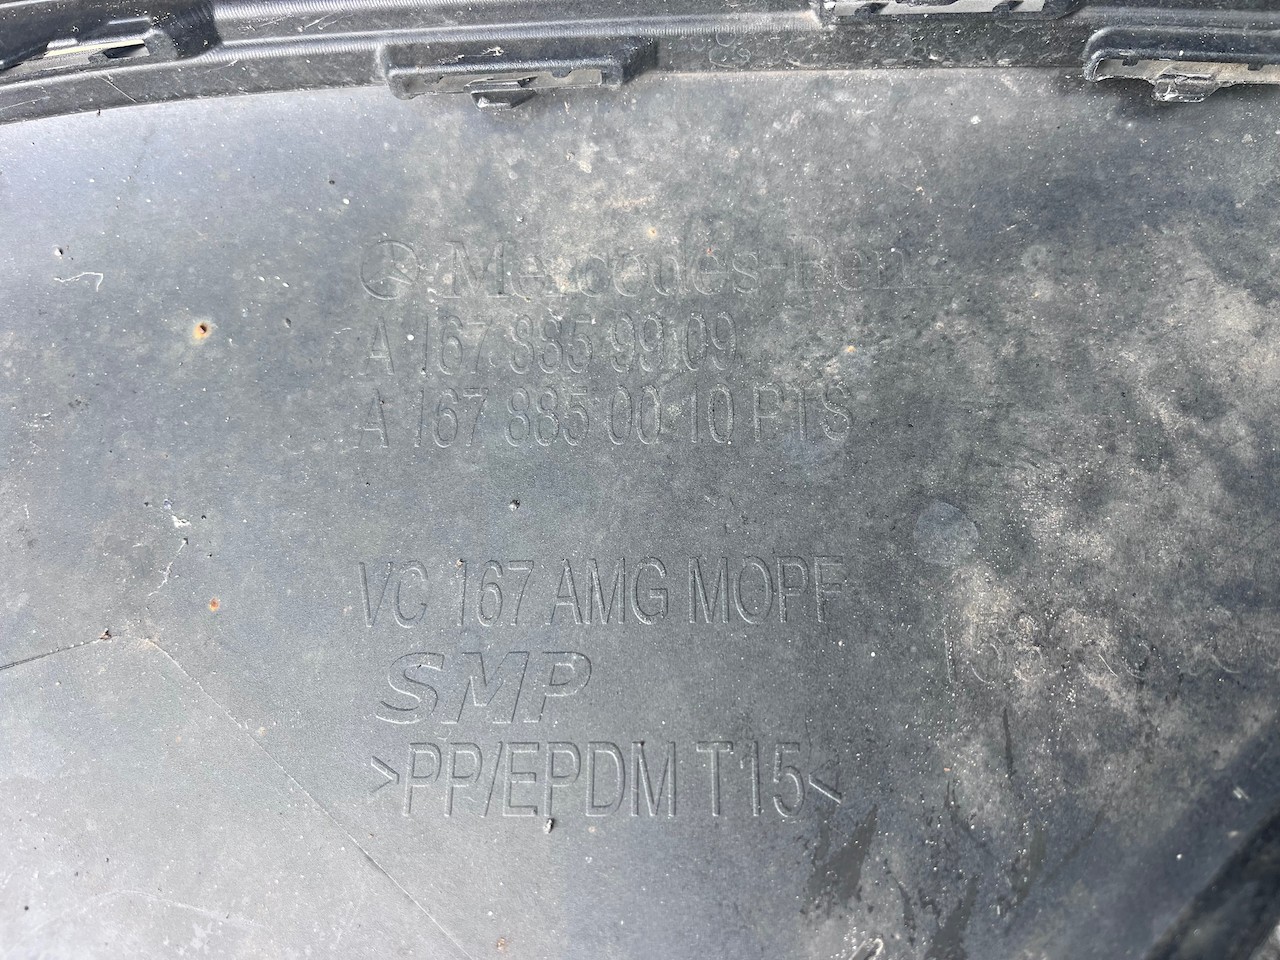 Mercedes-Benz
A 167 885 99 09
A 167 885 00 10 PTS
VC 167 AMG MOPF
SMP
>PP/EPDM T15<